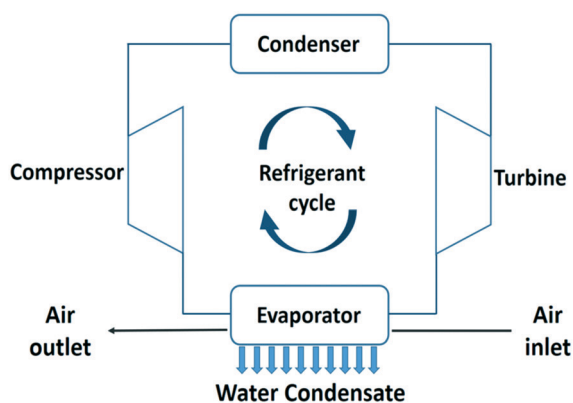 Condenser
Compressor
Refrigerant
cycle
Turbine
Air
outlet
Evaporator
Air
inlet
Water Condensate